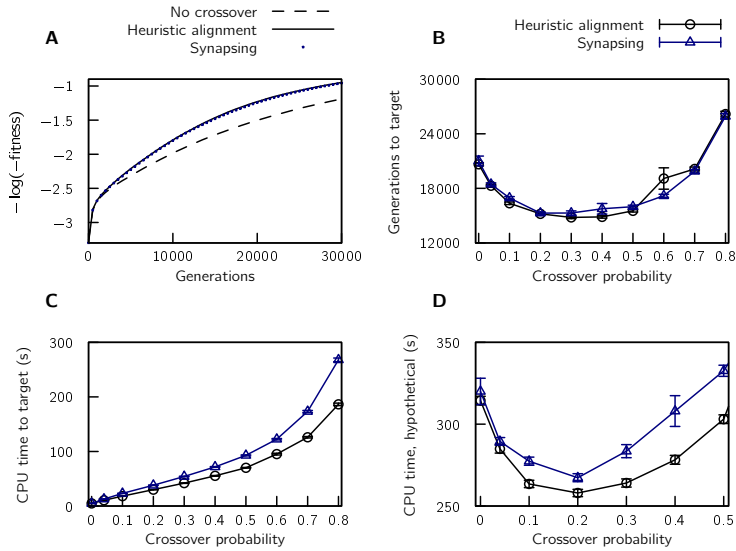 A
No crossover
Heuristic alignment
Synapsing
− log(−fitness)
−1
−1.5
−2
−2.5
−3
0 10000 20000 30000
Generations
B
Heuristic alignment
Synapsing
Generations to target
30000
24000
18000
12000
0 0.1 0.2 0.3 0.4 0.5 0.6 0.7 0.8
Crossover probability
C
CPU time to target (s)
300
200
100
0
0 0.1 0.2 0.3 0.4 0.5 0.6 0.7 0.8
Crossover probability
D
CPU time, hypothetical (s)
350
300
250
0 0.1 0.2 0.3 0.4 0.5
Crossover probability